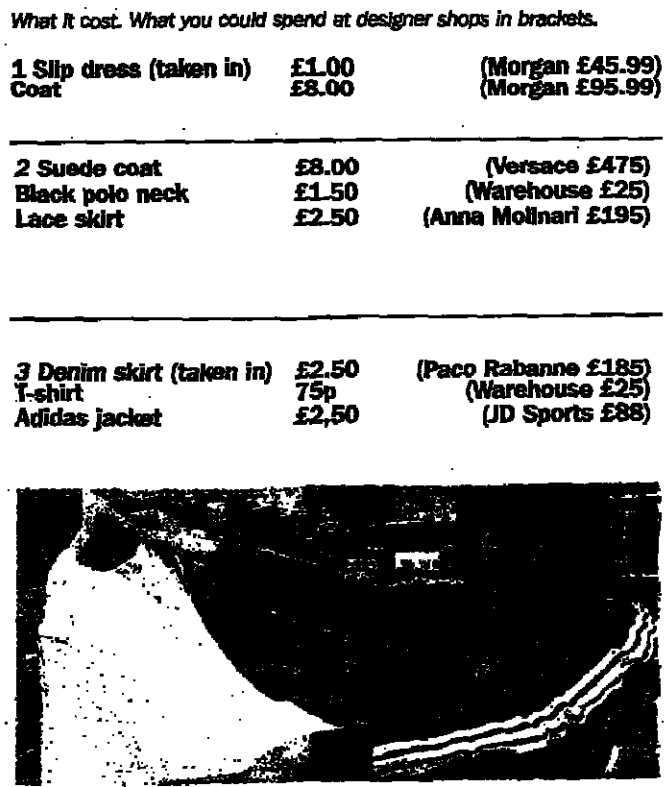 What it cost. What you could spend at designer shops in brackets.
1 Slip dress (taken in) £1.00 (Morgan £45.99)
Coat £8.00 (Morgan £95.99)
2 Suede coat £8.00 (Versace £475)
Black polo neck £1.50 (Warehouse £25)
Lace skirt £2.50 (Anna Molinari £195)
3 Denim skirt (taken in) £2.50 (Paco Rabanne £185)
T-shirt 75p (Warehouse £25)
Adidas jacket £2,50 (JD Sports £88)